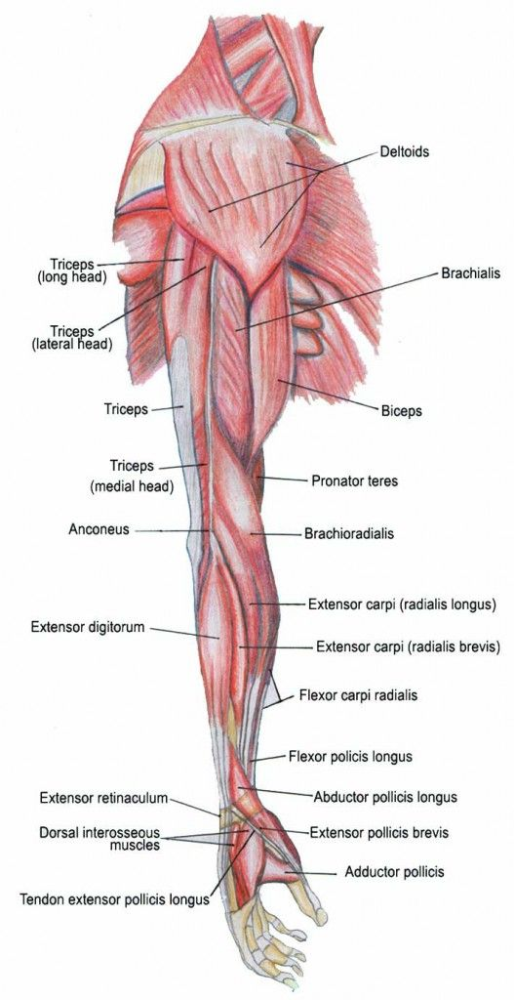 Deltoids
Triceps
(long head)
Brachialis
Triceps
(lateral head)
Triceps
Biceps
Triceps
(medial head)
Pronator teres
Anconeus
Brachioradialis
Extensor carpi (radialis longus)
Extensor digitorum
Extensor carpi (radialis brevis)
Flexor carpi radialis
Flexor policis longus
Extensor retinaculum
Abductor pollicis longus
Dorsal interosseous
muscles
Extensor pollicis brevis
Adductor pollicis
Tendon extensor pollicis longus